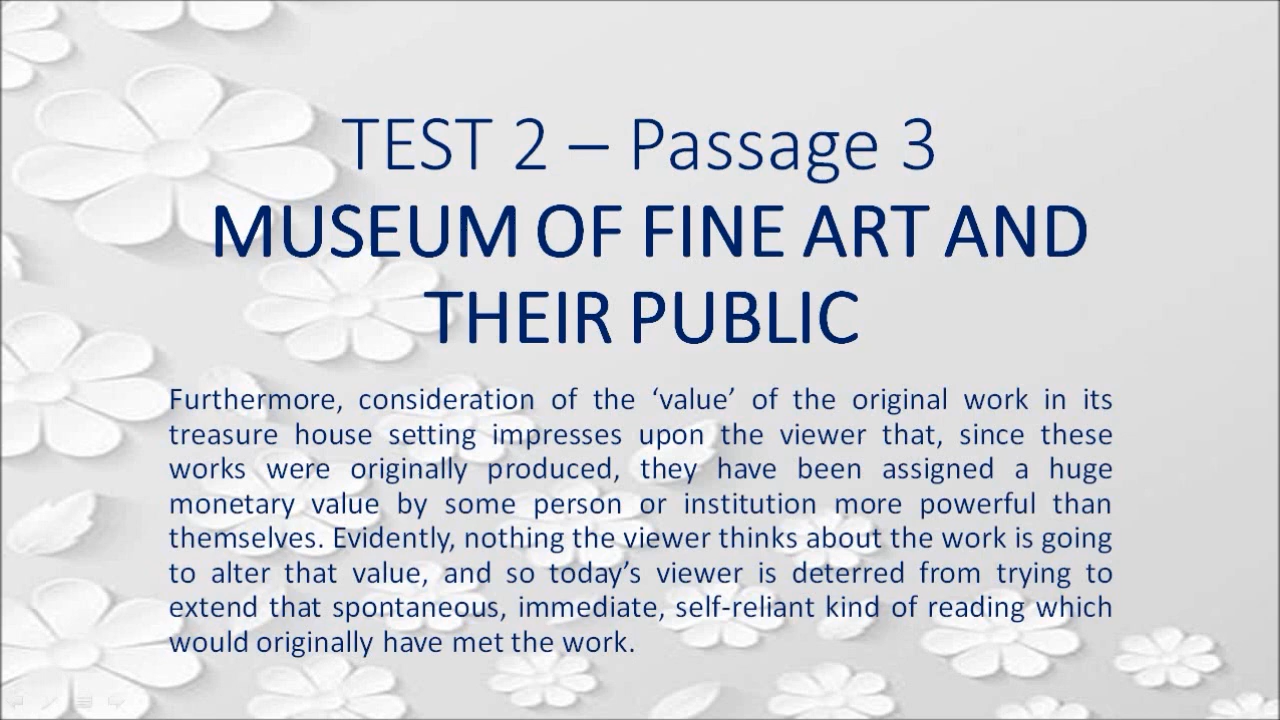 TEST 2 – Passage 3
MUSEUM OF FINE ART AND
THEIR PUBLIC
Furthermore, consideration of the ‘value’ of the original work in its
treasure house setting impresses upon the viewer that, since these
works were originally produced, they have been assigned a huge
monetary value by some person or institution more powerful than
themselves. Evidently, nothing the viewer thinks about the work is going
to alter that value, and so today’s viewer is deterred from trying to
extend that spontaneous, immediate, self-reliant kind of reading which
would originally have met the work.